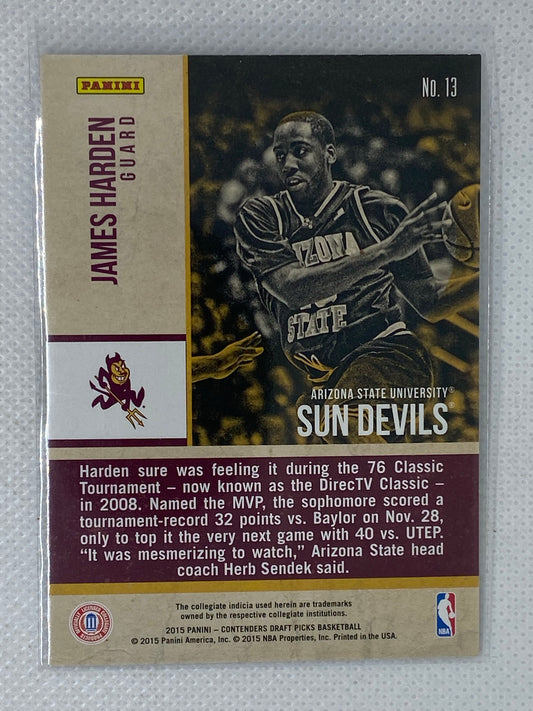 PANINI
No. 13
JAMES HARDEN
GUARD
ARIZONA
STATE
ARIZONA STATE UNIVERSITY®
SUN DEVILS®
Harden sure was feeling it during the 76 Classic
Tournament – now known as the DirecTV Classic –
in 2008. Named the MVP, the sophomore scored a
tournament-record 32 points vs. Baylor on Nov. 28,
only to top it the very next game with 40 vs. UTEP.
“It was mesmerizing to watch,” Arizona State head
coach Herb Sendek said.
The collegiate indicia used herein are trademarks
owned by the respective collegiate institutions.
2015 PANINI – CONTENDERS DRAFT PICKS BASKETBALL
© 2015 Panini America, Inc. © 2015 NBA Properties, Inc. Printed in the USA.
NBA